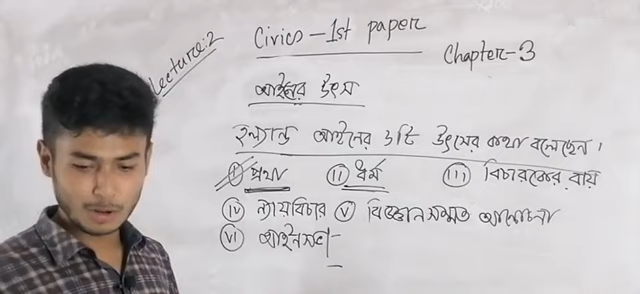 Lecture:2
Civics - 1st paper
Chapter-3
আইনের উৎস
হল্যান্ড আইনের ৬টি উৎসের কথা বলেছেন।
(i) প্রথা (ii) ধর্ম (iii) বিচারকের রায়
(iv) ন্যায়বিচার (v) বিজ্ঞানসম্মত আলোচনা
(vi) আইনসভা-